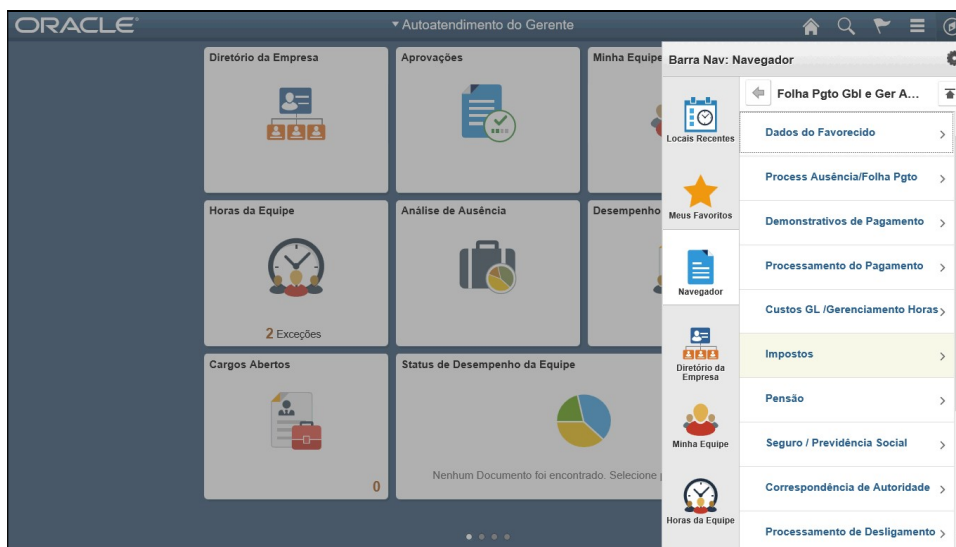 ORACLE®
Autoatendimento do Gerente
Diretório da Empresa
Aprovações
Minha Equipe
Horas da Equipe
2 Exceções
Análise de Ausência
Desempenho
Cargos Abertos
0
Status de Desempenho da Equipe
Nenhum Documento foi encontrado. Selecione
Barra Nav: Navegador
Locais Recentes
Meus Favoritos
Navegador
Diretório da
Empresa
Minha Equipe
Horas da Equipe
Folha Pgto Gbl e Ger A...
Dados do Favorecido
Process Ausência/Folha Pgto
Demonstrativos de Pagamento
Processamento do Pagamento
Custos GL /Gerenciamento Horas
Impostos
Pensão
Seguro / Previdência Social
Correspondência de Autoridade
Processamento de Desligamento